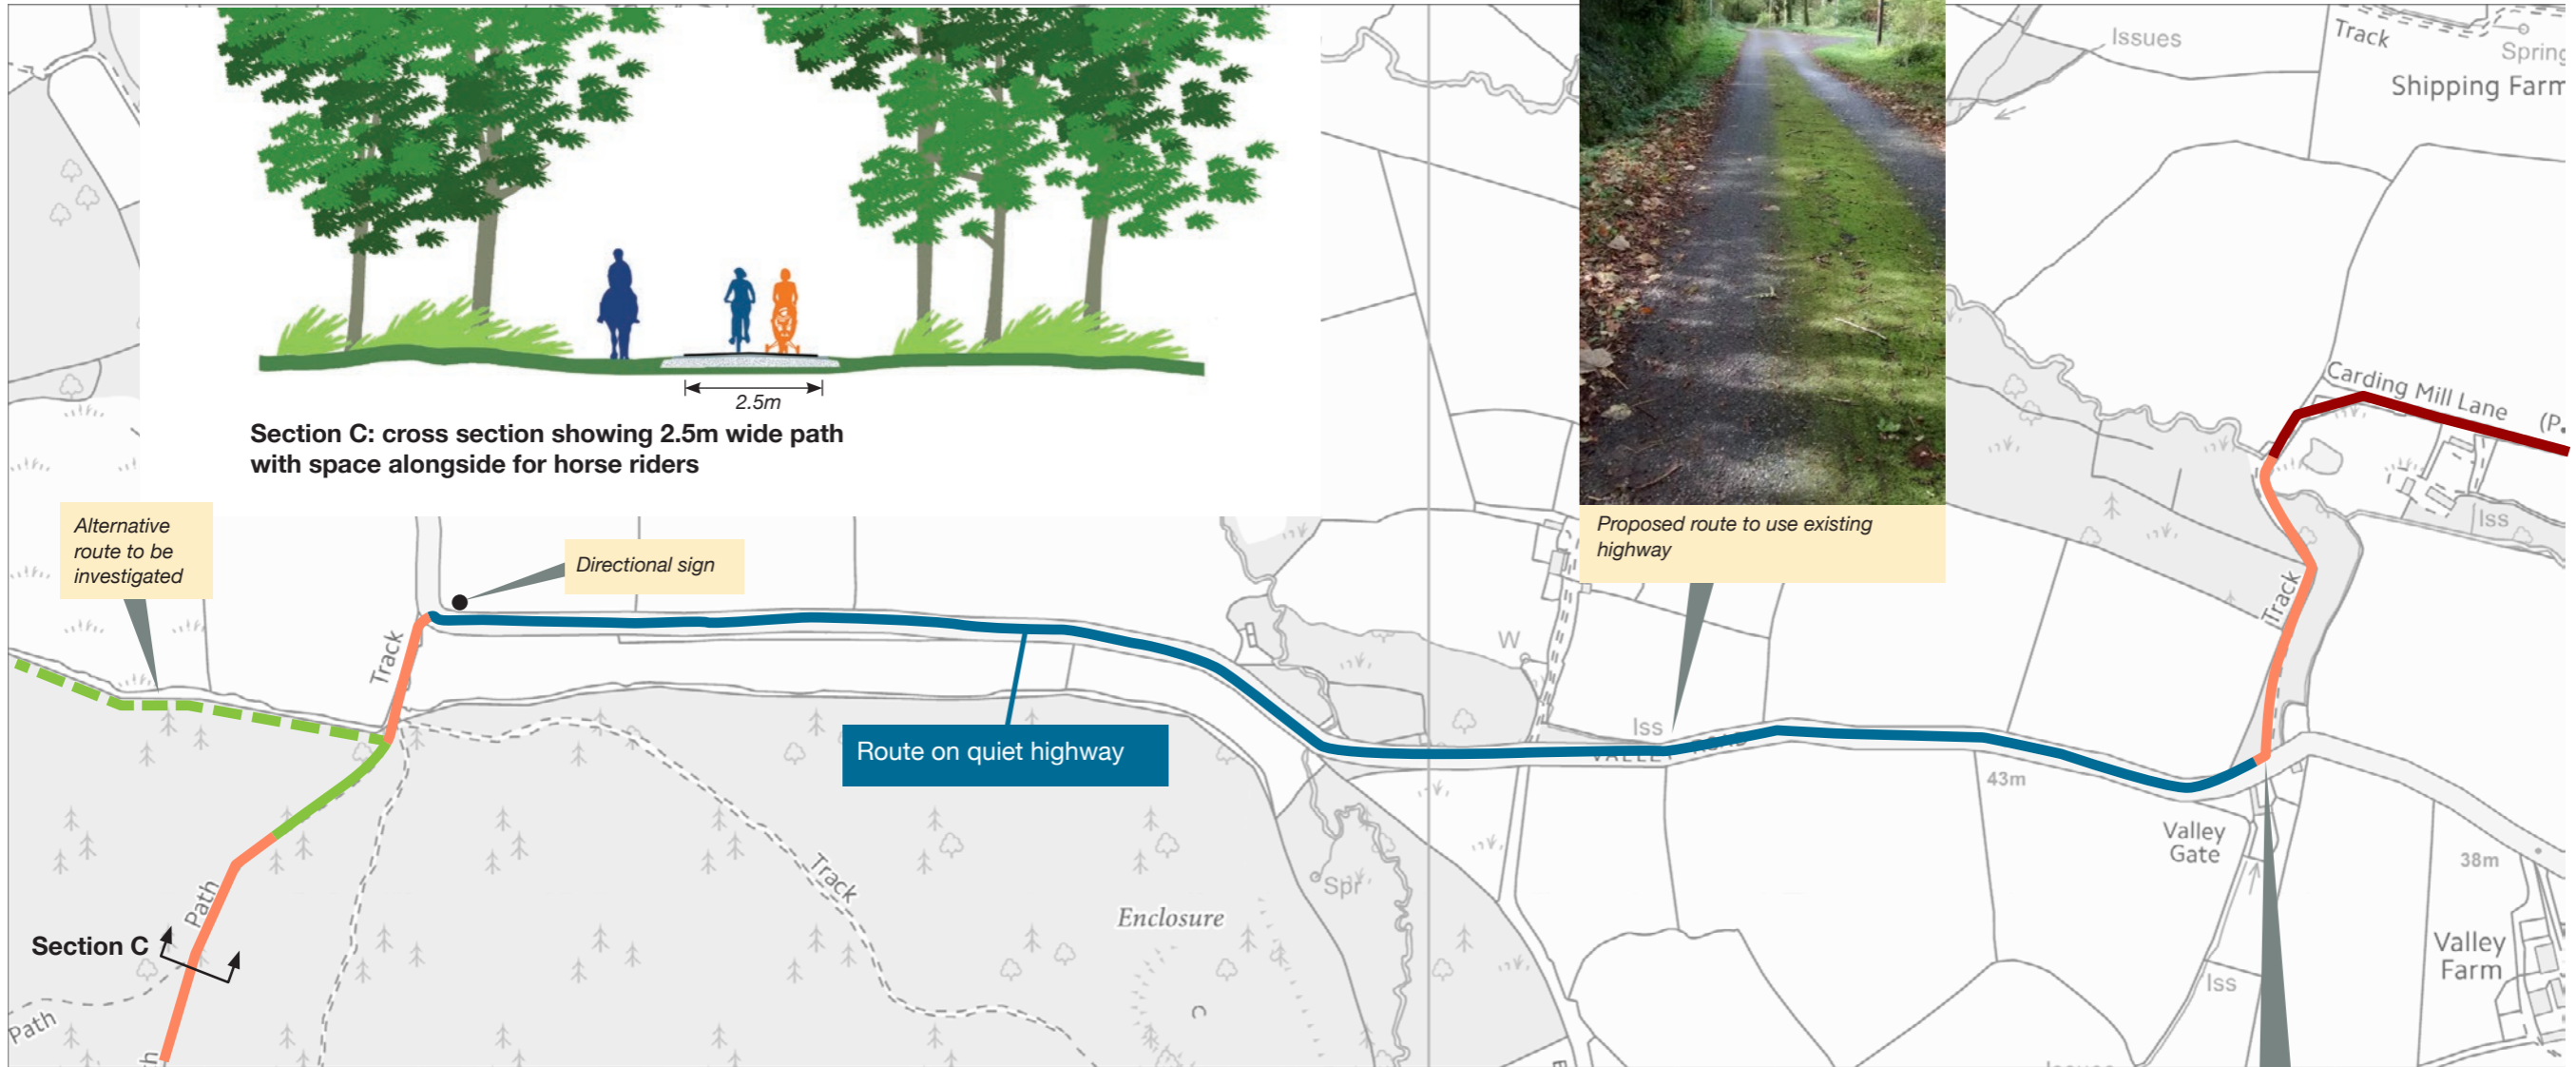 Issues
Track
Spring
Shipping Farm
2.5m
Section C: cross section showing 2.5m wide path
with space alongside for horse riders
Carding Mill Lane
(P.
Alternative
route to be
investigated
Directional sign
Proposed route to use existing
highway
Iss
Track
Track
W
Route on quiet highway
Iss
VALLEY ROAD
43m
Valley
Gate
38m
Track
Spr
Path
Enclosure
Section C
Valley
Farm
Iss
Path
C